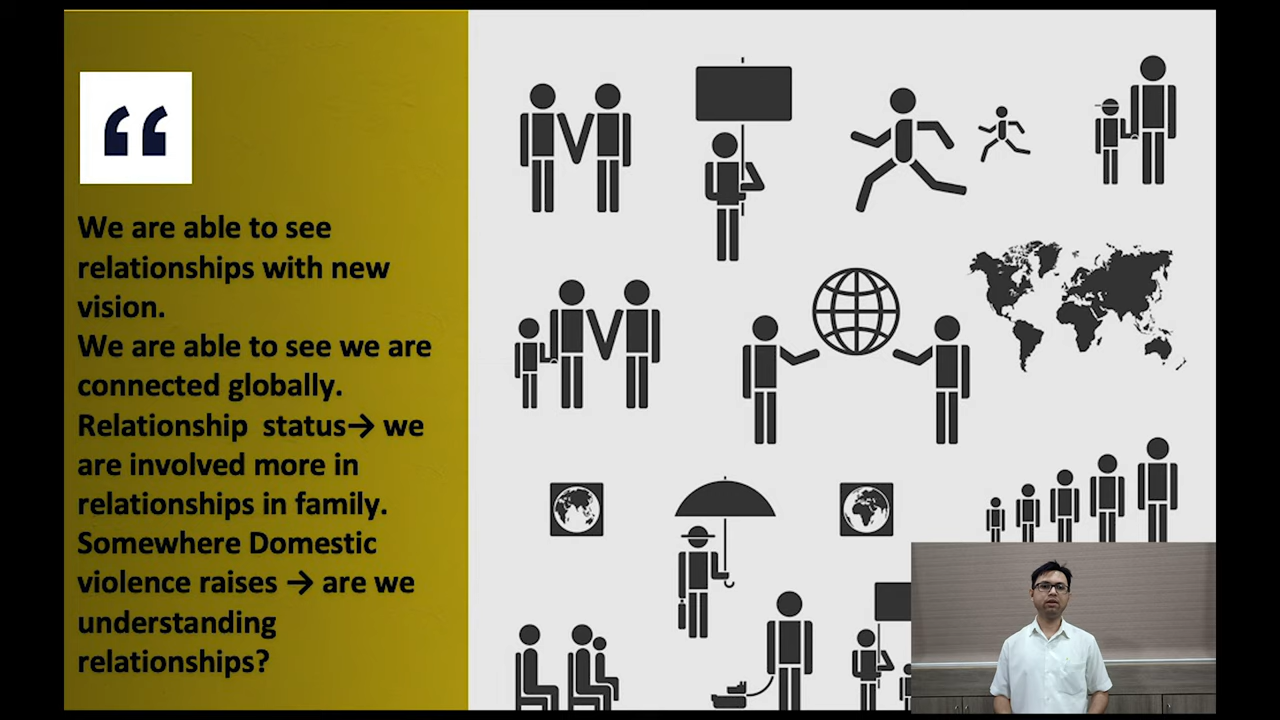 “
We are able to see
relationships with new
vision.
We are able to see we are
connected globally.
Relationship status→ we
are involved more in
relationships in family.
Somewhere Domestic
violence raises → are we
understanding
relationships?